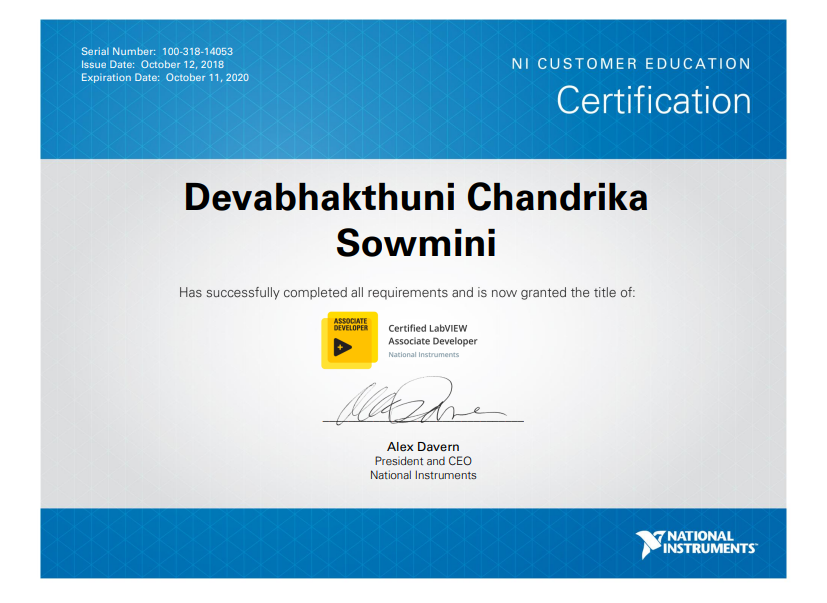 Serial Number: 100-318-14053
Issue Date: October 12, 2018
Expiration Date: October 11, 2020
NI CUSTOMER EDUCATION
Certification
Devabhakthuni Chandrika
Sowmini
Has successfully completed all requirements and is now granted the title of:
ASSOCIATE
DEVELOPER
Certified LabVIEW
Associate Developer
National Instruments
Alex Davern
President and CEO
National Instruments
NATIONAL
INSTRUMENTS™